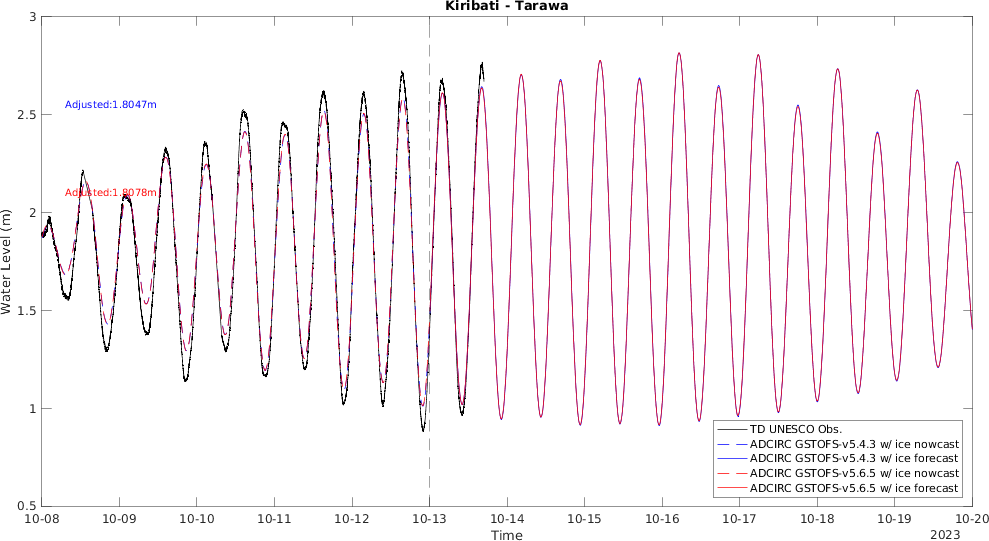 Kiribati - Tarawa
3
2.5
2
1.5
1
0.5
Water Level (m)
Adjusted:1.8047m
Adjusted:1.8078m
TD UNESCO Obs.
ADCIRC GSTOFS-v5.4.3 w/ ice nowcast
ADCIRC GSTOFS-v5.4.3 w/ ice forecast
ADCIRC GSTOFS-v5.6.5 w/ ice nowcast
ADCIRC GSTOFS-v5.6.5 w/ ice forecast
10-08 10-09 10-10 10-11 10-12 10-13 10-14 10-15 10-16 10-17 10-18 10-19 10-20
Time
2023